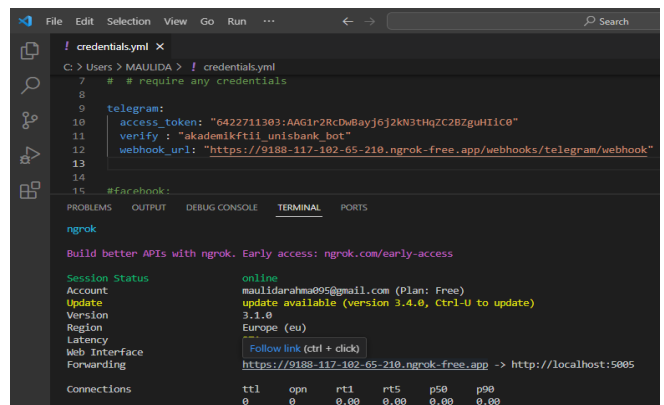 File Edit Selection View Go Run ··· ← → Search
! credentials.yml ×
C: > Users > MAULIDA > ! credentials.yml
7 # # require any credentials
8
9 telegram:
10 access_token: "6422711303:AAG1r2RcDwBayj6j2kN3tHqZC2BZguHIiC0"
11 verify : "akademikftii_unisbank_bot"
12 webhook_url: "https://9188-117-102-65-210.ngrok-free.app/webhooks/telegram/webhook"
13
14
15 #facebook:
PROBLEMS OUTPUT DEBUG CONSOLE TERMINAL PORTS
ngrok
Build better APIs with ngrok. Early access: ngrok.com/early-access
Session Status online
Account maulidarahma095@gmail.com (Plan: Free)
Update update available (version 3.4.0, Ctrl-U to update)
Version 3.1.0
Region Europe (eu)
Latency
Follow link (ctrl + click)
Web Interface
Forwarding https://9188-117-102-65-210.ngrok-free.app -> http://localhost:5005
Connections ttl opn rt1 rt5 p50 p90
0 0 0.00 0.00 0.00 0.00